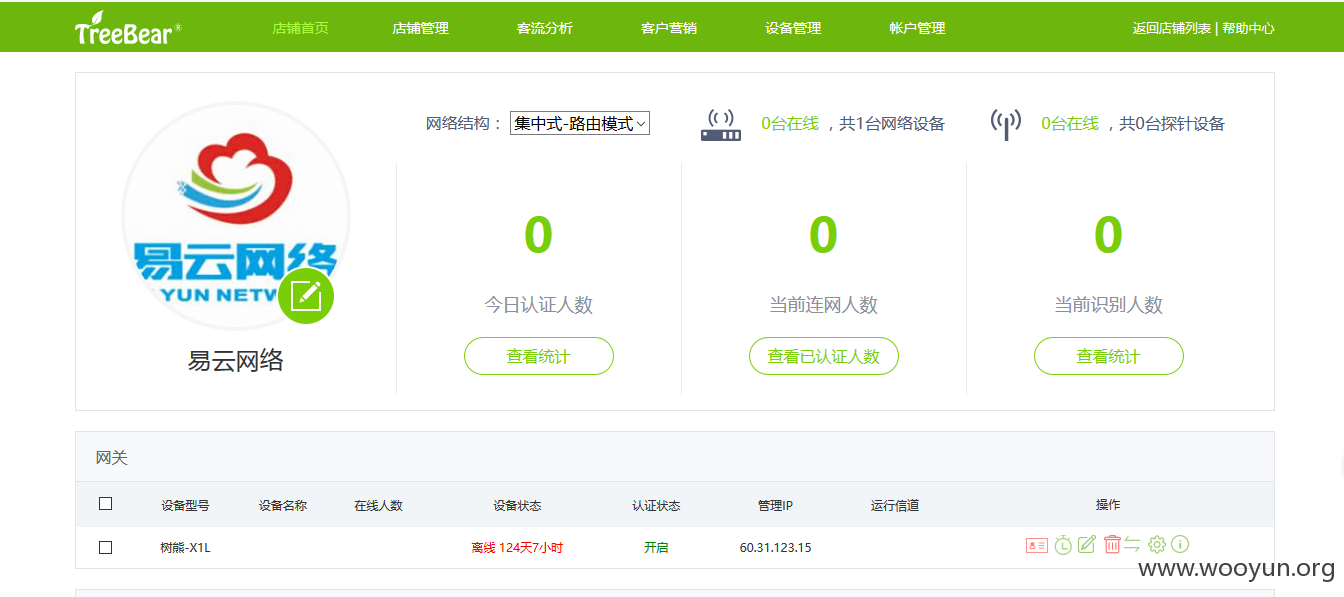 TreeBear® 店铺首页 店铺管理 客流分析 客户营销 设备管理 帐户管理 返回店铺列表 | 帮助中心
网络结构： 集中式-路由模式 0台在线 ，共1台网络设备 0台在线 ，共0台探针设备
易云网络
YUN NETW
易云网络
0 0 0
今日认证人数 当前连网人数 当前识别人数
查看统计 查看已认证人数 查看统计
网关
设备型号 设备名称 在线人数 设备状态 认证状态 管理IP 运行信道 操作
树熊-X1L 离线 124天7小时 开启 60.31.123.15
www.wooyun.org